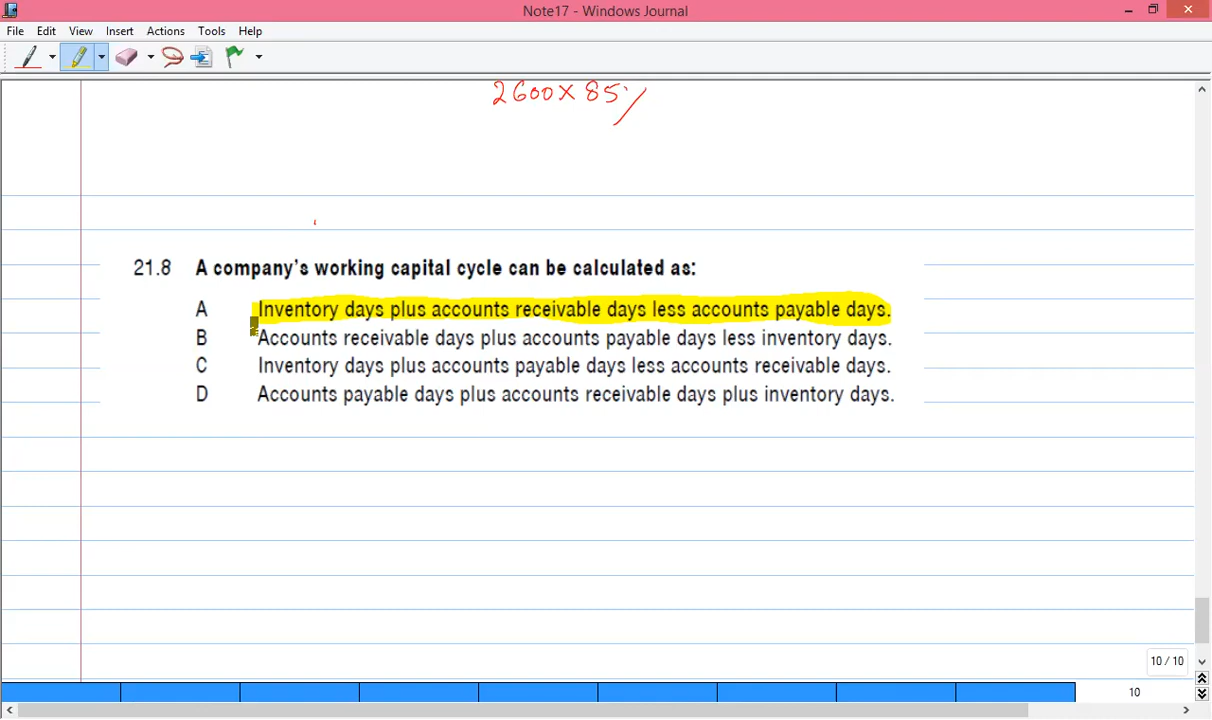 Note17 - Windows Journal
File Edit View Insert Actions Tools Help
2600 X 85%
21.8 A company's working capital cycle can be calculated as:
A Inventory days plus accounts receivable days less accounts payable days.
B Accounts receivable days plus accounts payable days less inventory days.
C Inventory days plus accounts payable days less accounts receivable days.
D Accounts payable days plus accounts receivable days plus inventory days.
10 / 10
10